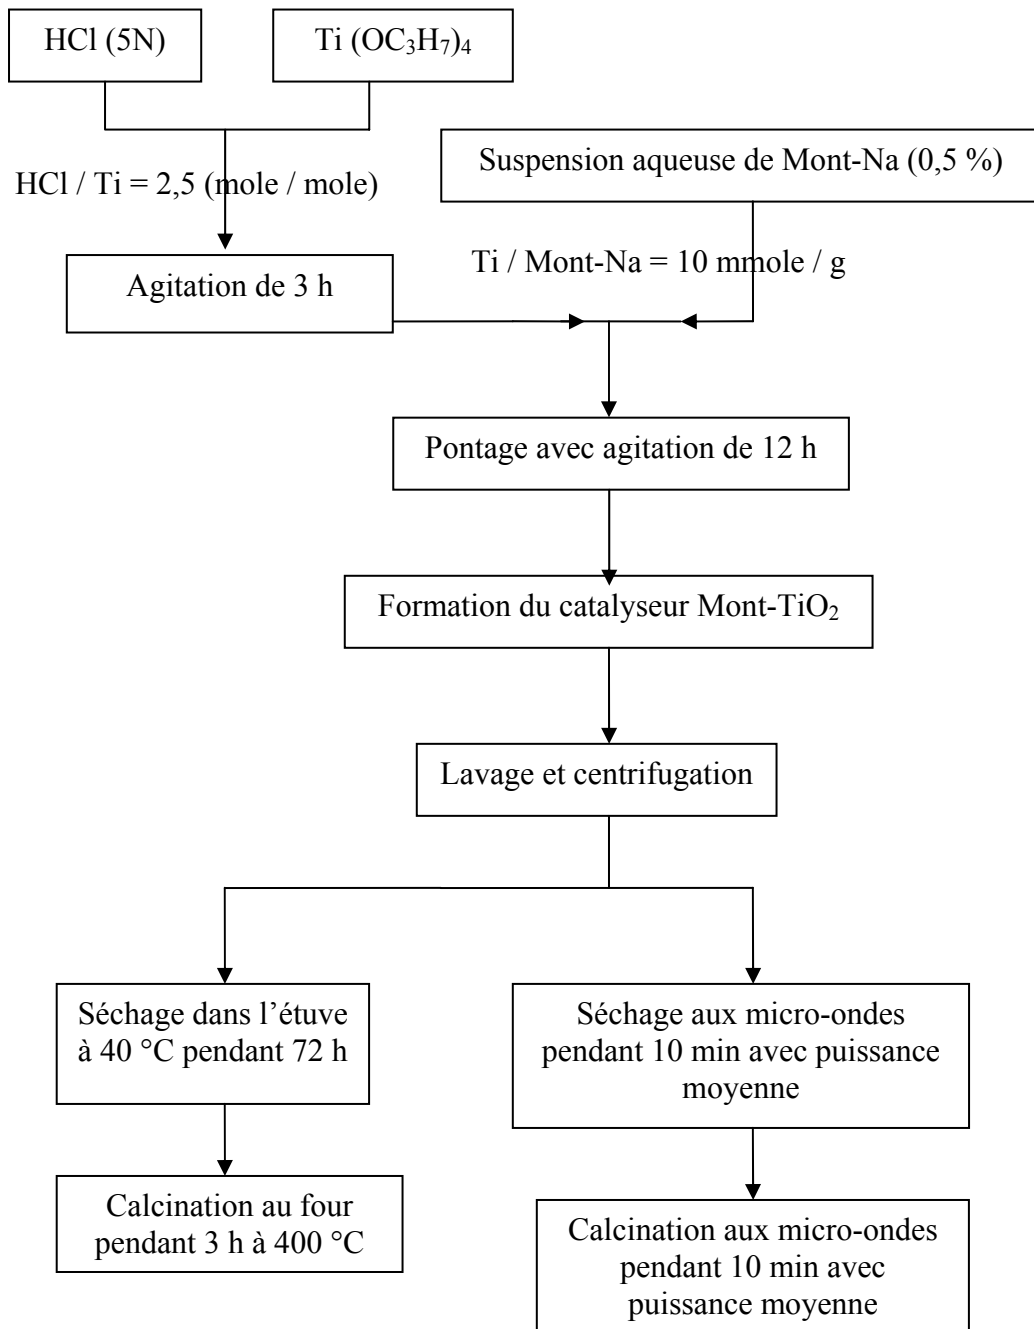 HCl (5N)
Ti (OC₃H₇)₄
Suspension aqueuse de Mont-Na (0,5 %)
HCl / Ti = 2,5 (mole / mole)
Ti / Mont-Na = 10 mmole / g
Agitation de 3 h
Pontage avec agitation de 12 h
Formation du catalyseur Mont-TiO₂
Lavage et centrifugation
Séchage dans l’étuve
à 40 °C pendant 72 h
Séchage aux micro-ondes
pendant 10 min avec puissance
moyenne
Calcination au four
pendant 3 h à 400 °C
Calcination aux micro-ondes
pendant 10 min avec
puissance moyenne